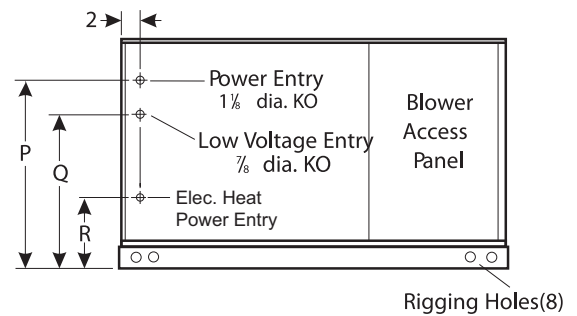 2
Power Entry
1⅛ dia. KO
Low Voltage Entry
⅞ dia. KO
Elec. Heat
Power Entry
Blower
Access
Panel
P
Q
R
Rigging Holes(8)